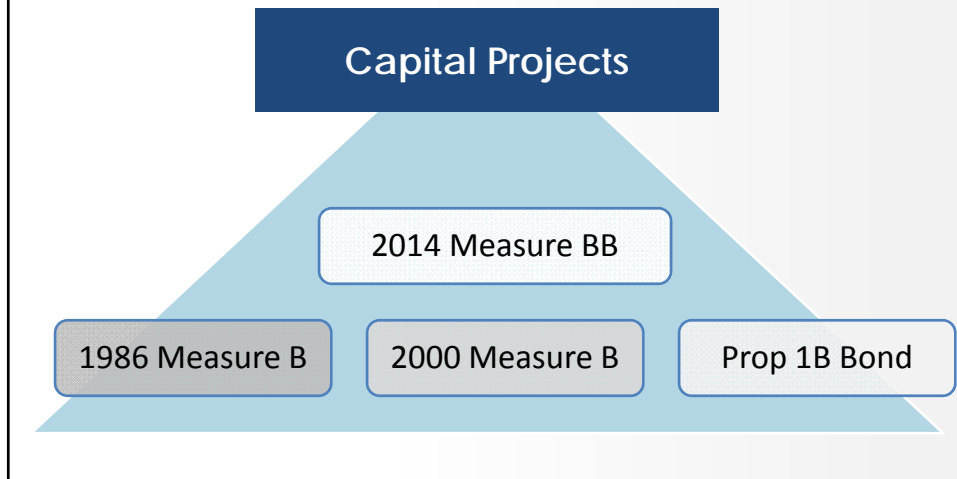 Capital Projects
2014 Measure BB
1986 Measure B
2000 Measure B
Prop 1B Bond